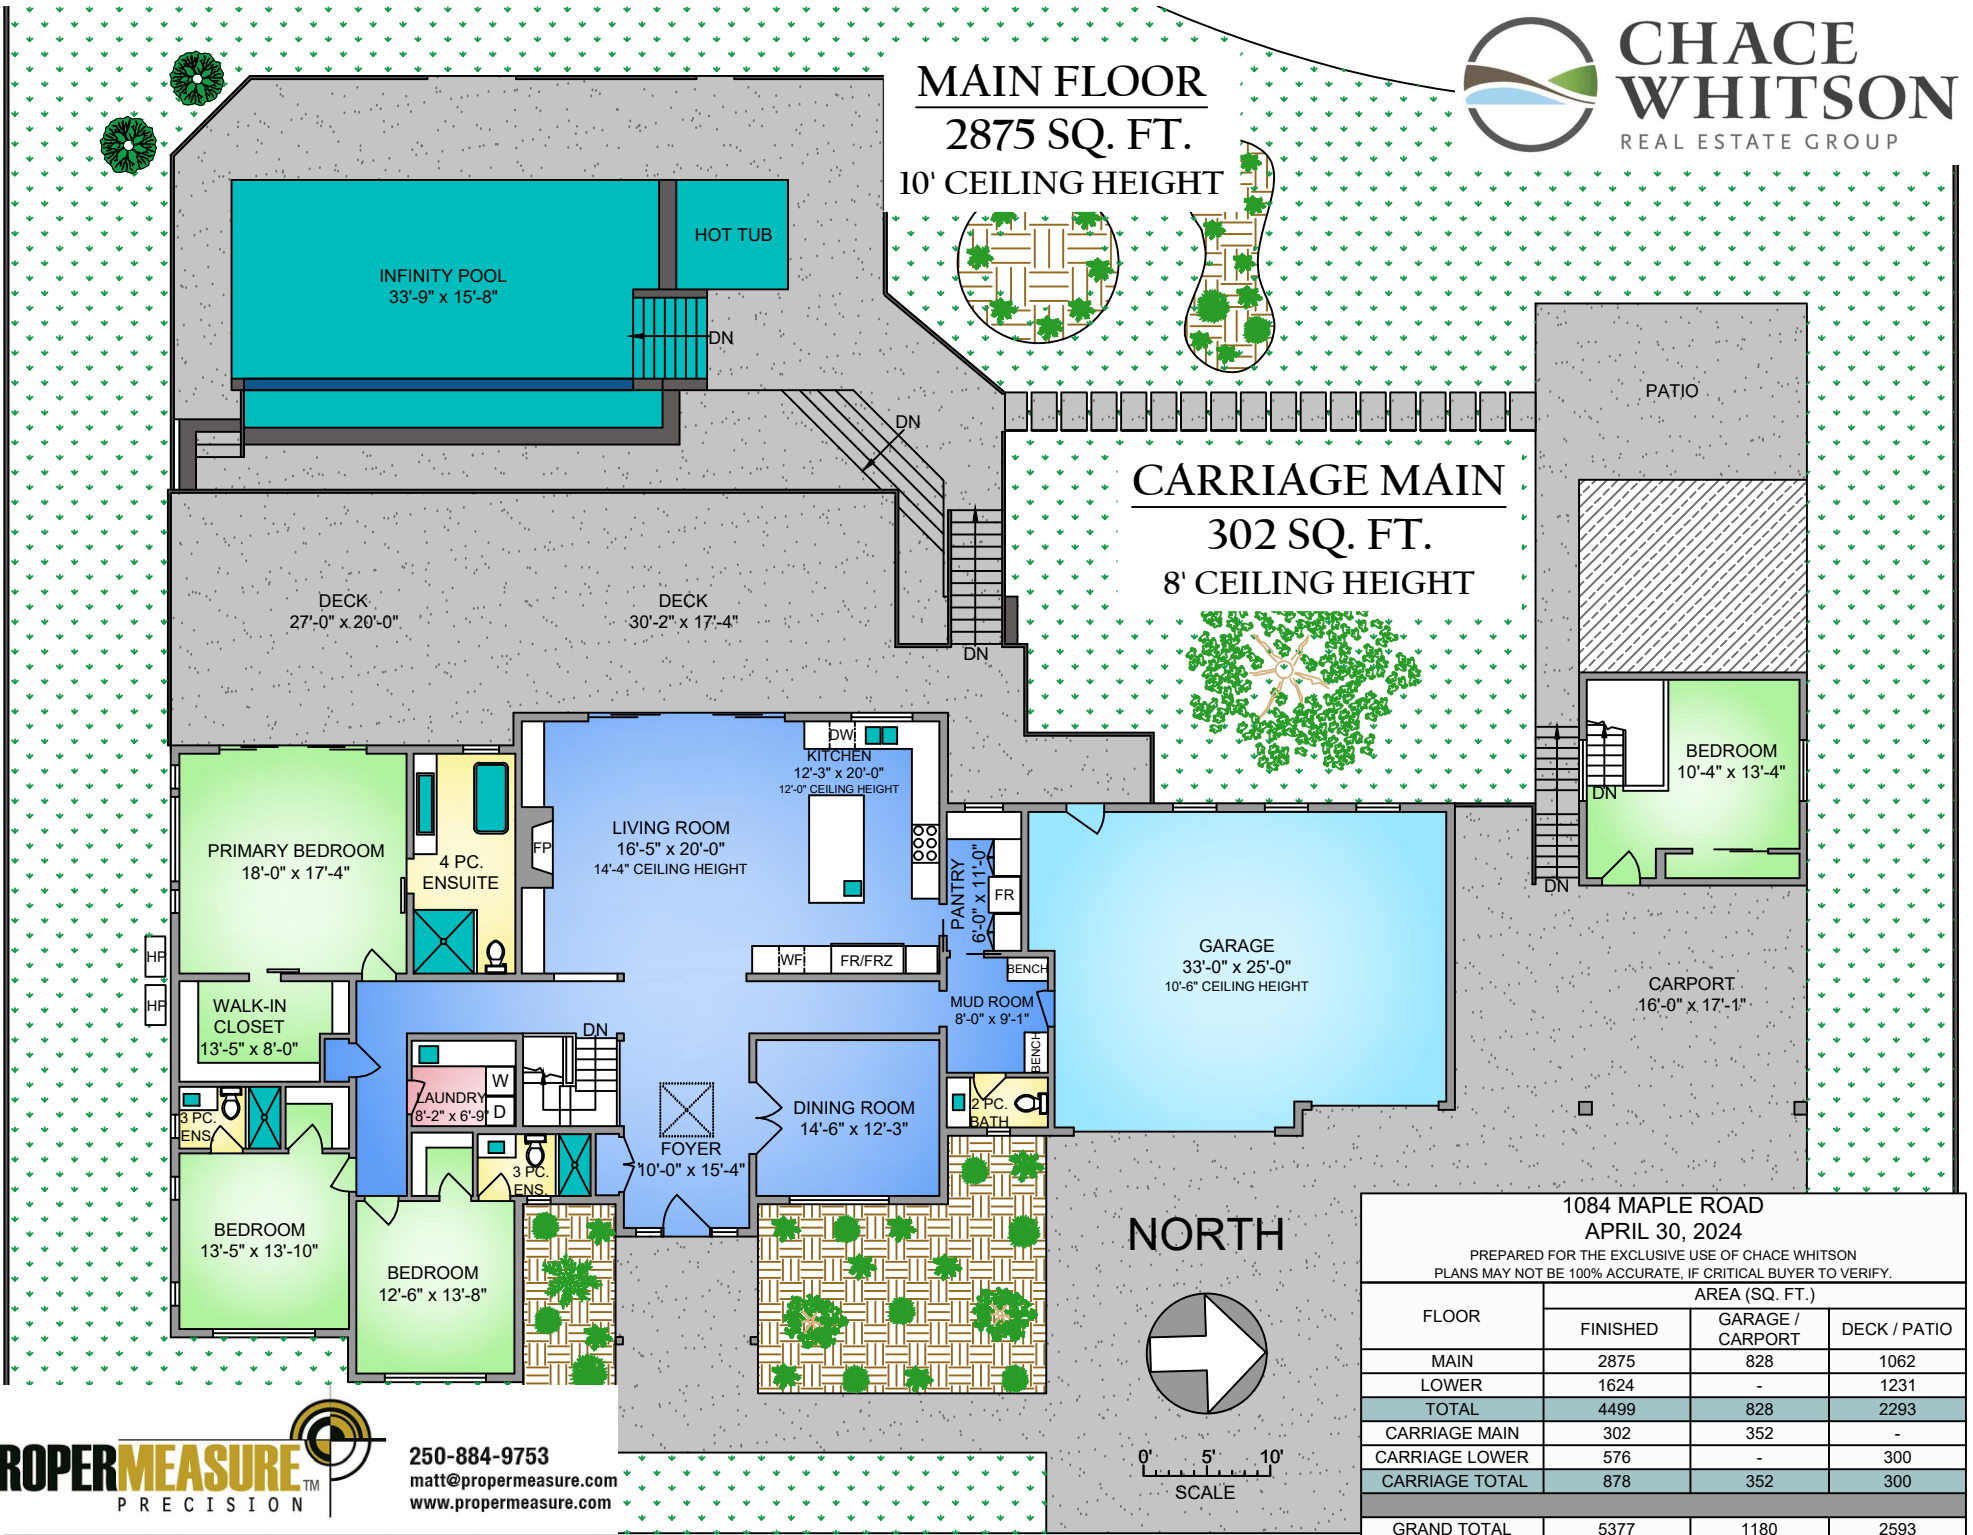 CHACE
WHITSON
REAL ESTATE GROUP
MAIN FLOOR
2875 SQ. FT.
10' CEILING HEIGHT
HOT TUB
INFINITY POOL
33'-9" x 15'-8"
DN
PATIO
DN
CARRIAGE MAIN
302 SQ. FT.
8' CEILING HEIGHT
DECK
27'-0" x 20'-0"
DECK
30'-2" x 17'-4"
DN
DW
KITCHEN
12'-3" x 20'-0"
12'-0" CEILING HEIGHT
BEDROOM
10'-4" x 13'-4"
DN
DN
LIVING ROOM
16'-5" x 20'-0"
14'-4" CEILING HEIGHT
FP
PRIMARY BEDROOM
18'-0" x 17'-4"
4 PC.
ENSUITE
PANTRY
6'-0" x 11'-0"
FR
WF
FR/FRZ
GARAGE
33'-0" x 25'-0"
10'-6" CEILING HEIGHT
CARPORT
16'-0" x 17'-1"
HP
HP
WALK-IN
CLOSET
13'-5" x 8'-0"
BENCH
MUD ROOM
8'-0" x 9'-1"
BENCH
DN
LAUNDRY
8'-2" x 6'-9"
W
D
3 PC.
ENS.
DINING ROOM
14'-6" x 12'-3"
2 PC.
BATH
FOYER
10'-0" x 15'-4"
3 PC.
ENS.
BEDROOM
13'-5" x 13'-10"
BEDROOM
12'-6" x 13'-8"
NORTH
0' 5' 10'
SCALE
1084 MAPLE ROAD
APRIL 30, 2024
PREPARED FOR THE EXCLUSIVE USE OF CHACE WHITSON
PLANS MAY NOT BE 100% ACCURATE, IF CRITICAL BUYER TO VERIFY.
FLOOR AREA (SQ. FT.)
FINISHED GARAGE / CARPORT DECK / PATIO
MAIN 2875 828 1062
LOWER 1624 - 1231
TOTAL 4499 828 2293
CARRIAGE MAIN 302 352 -
CARRIAGE LOWER 576 - 300
CARRIAGE TOTAL 878 352 300
GRAND TOTAL 5377 1180 2593
ROPERMEASURE TM
PRECISION
250-884-9753
matt@propermeasure.com
www.propermeasure.com